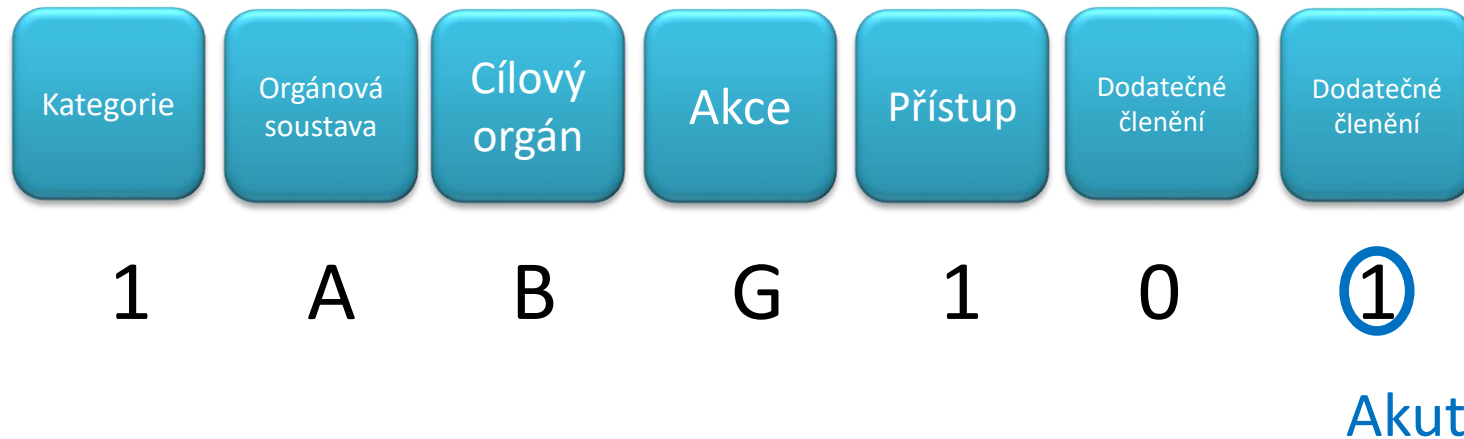 Kategorie
Orgánová
soustava
Cílový
orgán
Akce
Přístup
Dodatečné
členění
Dodatečné
členění
1 A B G 1 0 1
Akut